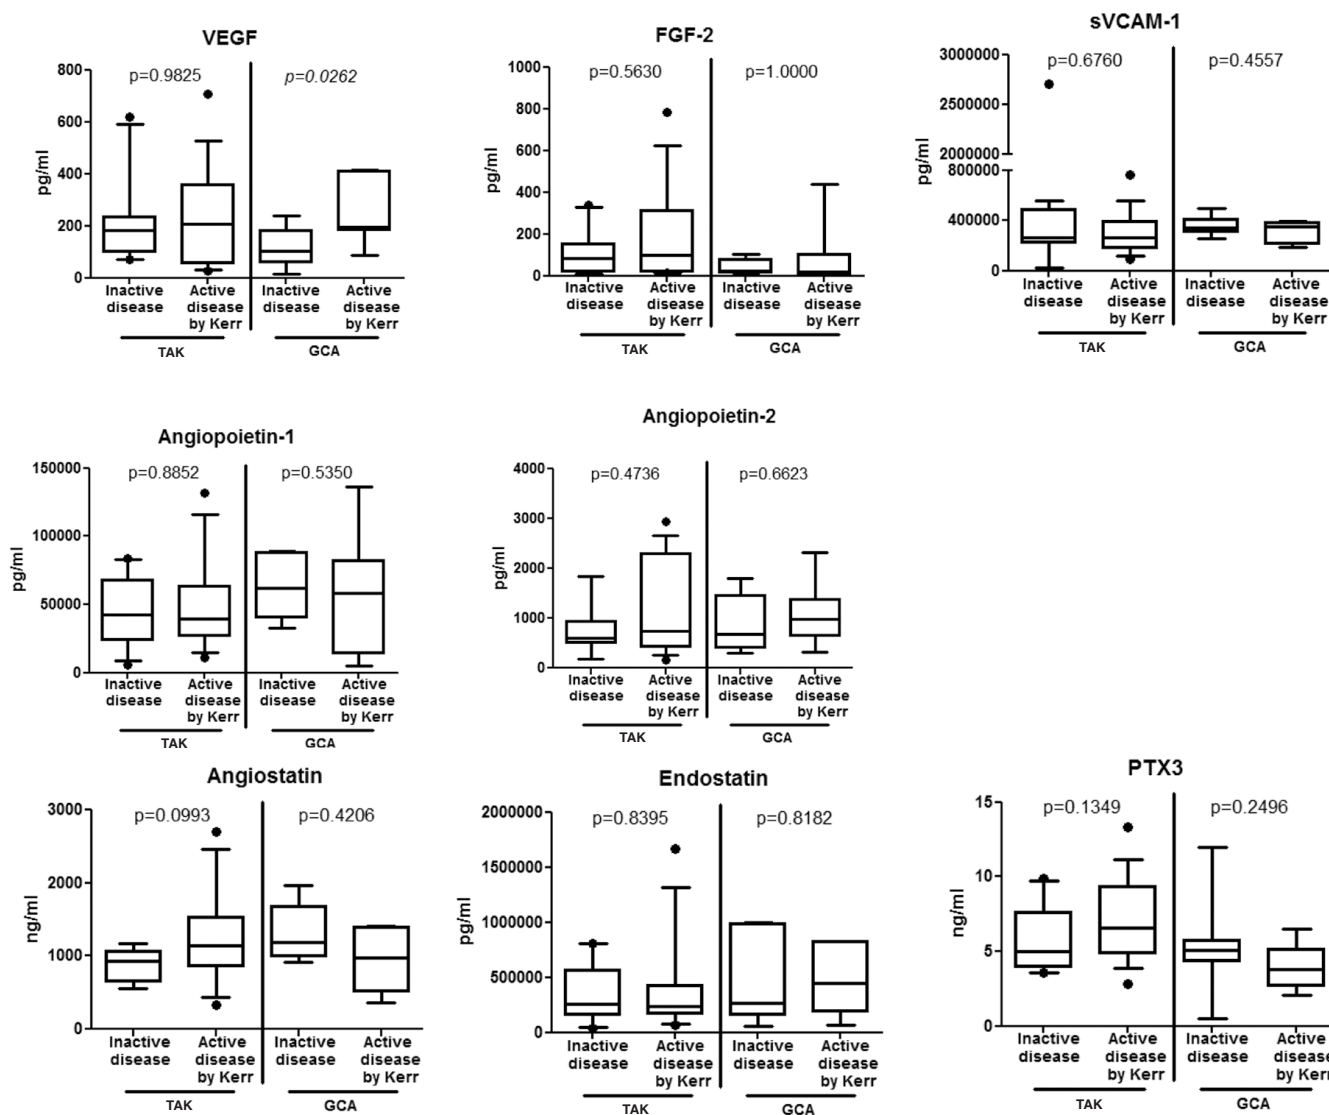 VEGF
p=0.9825
p=0.0262
800
600
400
200
0
pg/ml
Inactive disease
Active disease by Kerr
Inactive disease
Active disease by Kerr
TAK
GCA
FGF-2
p=0.5630
p=1.0000
1000
800
600
400
200
0
pg/ml
Inactive disease
Active disease by Kerr
Inactive disease
Active disease by Kerr
TAK
GCA
sVCAM-1
p=0.6760
p=0.4557
3000000
2500000
2000000
800000
400000
0
pg/ml
Inactive disease
Active disease by Kerr
Inactive disease
Active disease by Kerr
TAK
GCA
Angiopoietin-1
p=0.8852
p=0.5350
150000
100000
50000
0
pg/ml
Inactive disease
Active disease by Kerr
Inactive disease
Active disease by Kerr
TAK
GCA
Angiopoietin-2
p=0.4736
p=0.6623
4000
3000
2000
1000
0
pg/ml
Inactive disease
Active disease by Kerr
Inactive disease
Active disease by Kerr
TAK
GCA
Angiostatin
p=0.0993
p=0.4206
3000
2000
1000
0
ng/ml
Inactive disease
Active disease by Kerr
Inactive disease
Active disease by Kerr
TAK
GCA
Endostatin
p=0.8395
p=0.8182
2000000
1500000
1000000
500000
0
pg/ml
Inactive disease
Active disease by Kerr
Inactive disease
Active disease by Kerr
TAK
GCA
PTX3
p=0.1349
p=0.2496
15
10
5
0
ng/ml
Inactive disease
Active disease by Kerr
Inactive disease
Active disease by Kerr
TAK
GCA